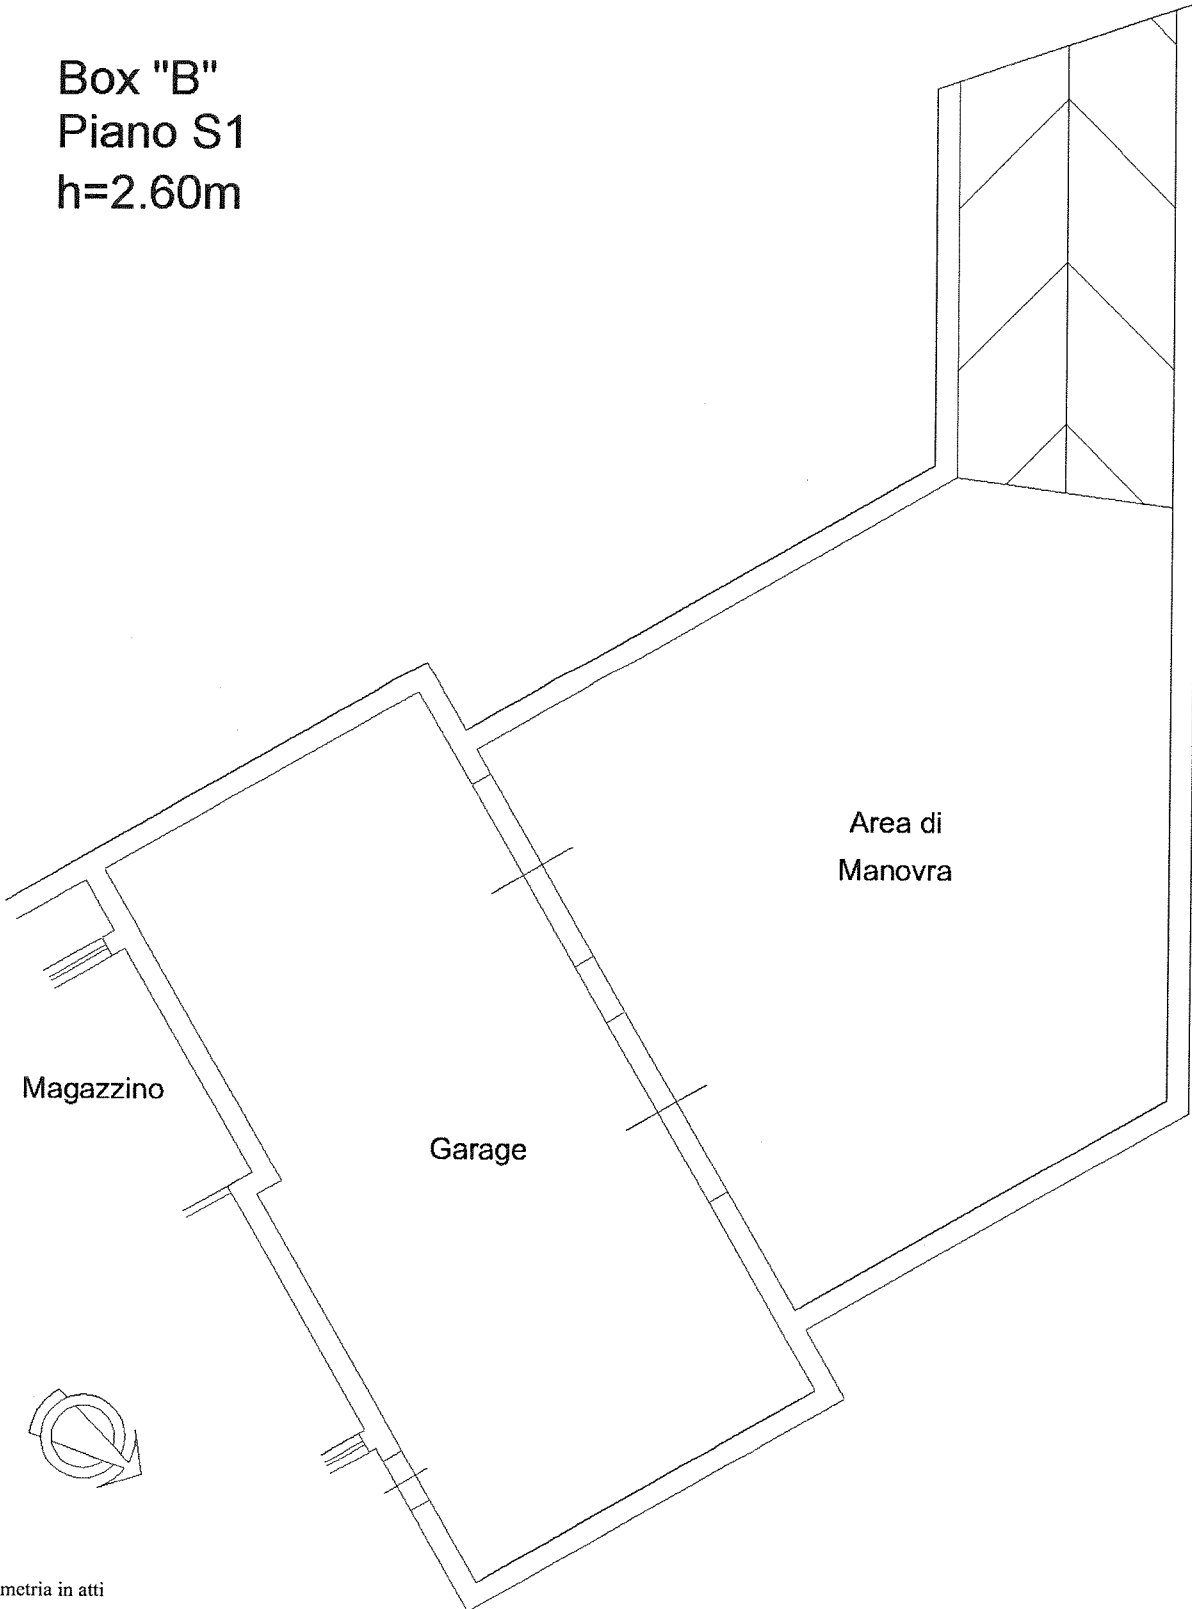 Box "B"
Piano S1
h=2.60m
Area di
Manovra
Magazzino
Garage
metria in atti